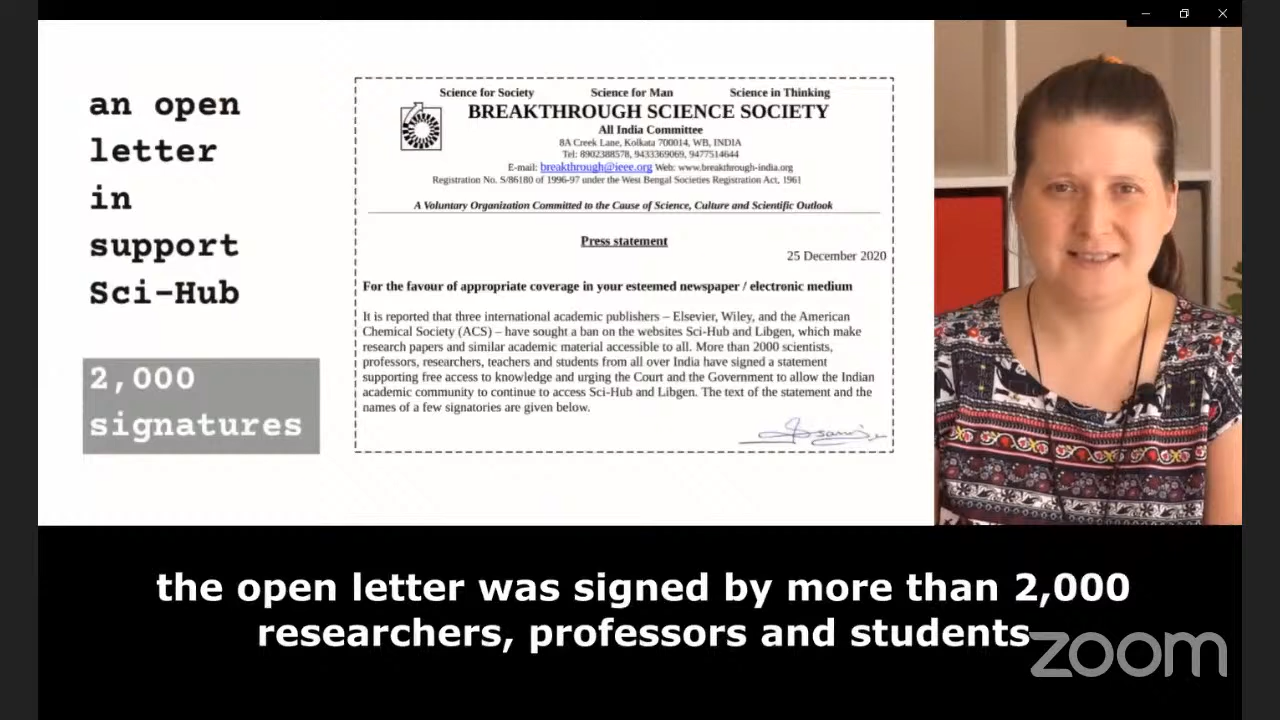 an open
letter
in
support
Sci-Hub
2,000
signatures
Science for Society Science for Man Science in Thinking
BREAKTHROUGH SCIENCE SOCIETY
All India Committee
8A Creek Lane, Kolkata 700014, WB, INDIA
Tel: 8902388578, 9433369069, 9477514644
E-mail: breakthrough@ieee.org Web: www.breakthrough-india.org
Registration No. S/86180 of 1996-97 under the West Bengal Societies Registration Act, 1961
A Voluntary Organization Committed to the Cause of Science, Culture and Scientific Outlook
Press statement
25 December 2020
For the favour of appropriate coverage in your esteemed newspaper / electronic medium
It is reported that three international academic publishers – Elsevier, Wiley, and the American
Chemical Society (ACS) – have sought a ban on the websites Sci-Hub and Libgen, which make
research papers and similar academic material accessible to all. More than 2000 scientists,
professors, researchers, teachers and students from all over India have signed a statement
supporting free access to knowledge and urging the Court and the Government to allow the Indian
academic community to continue to access Sci-Hub and Libgen. The text of the statement and the
names of a few signatories are given below.
the open letter was signed by more than 2,000
researchers, professors and students
zoom